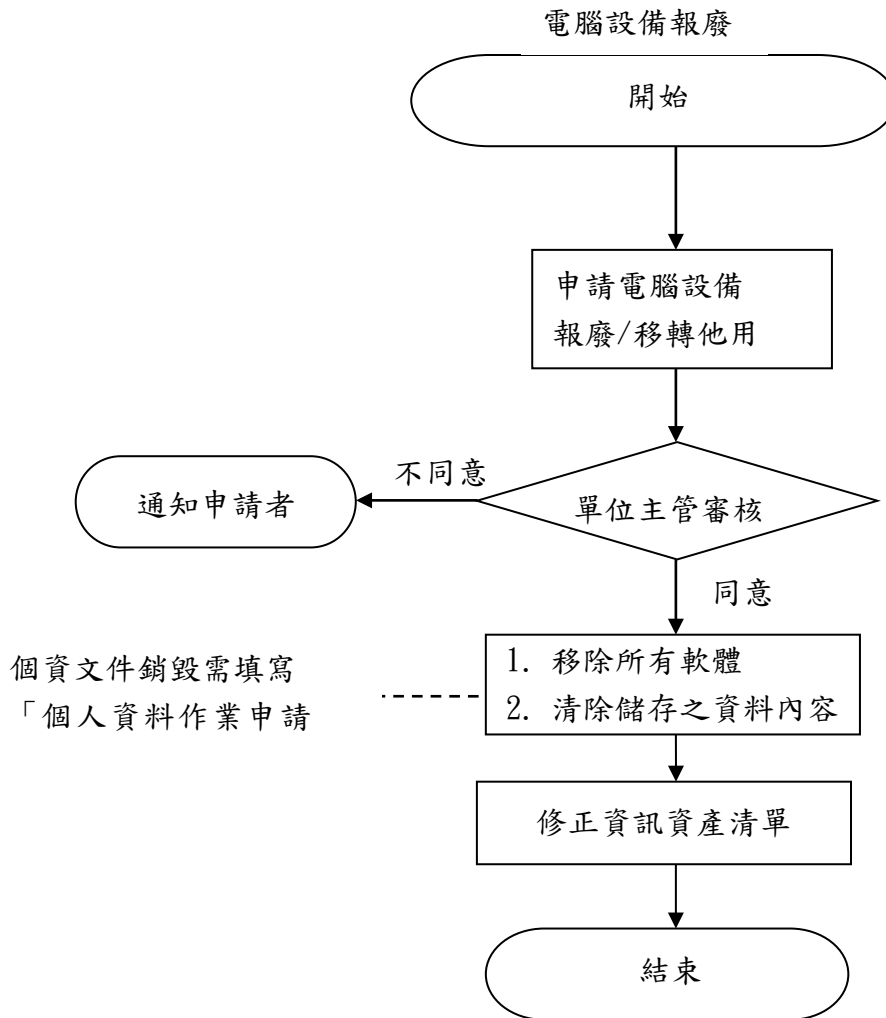 電腦設備報廢
開始
申請電腦設備
報廢/移轉他用
不同意
通知申請者
單位主管審核
同意
個資文件銷毀需填寫
「個人資料作業申請
1. 移除所有軟體
2. 清除儲存之資料內容
修正資訊資產清單
結束